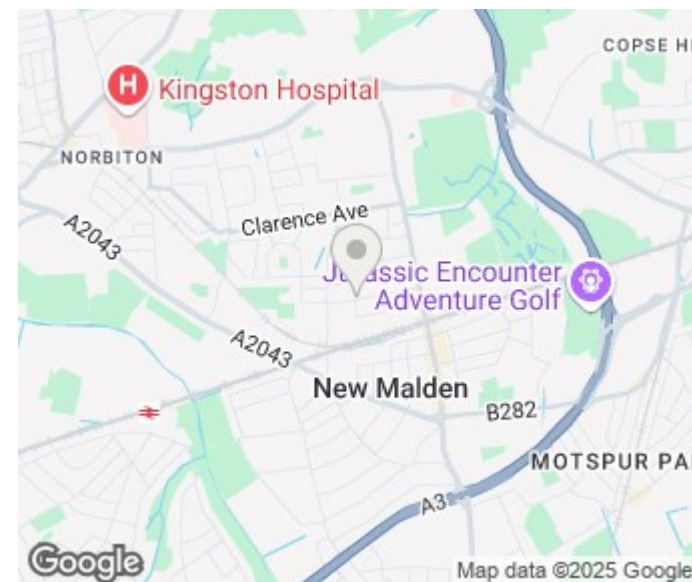 COPSE HI
H
Kingston Hospital
NORBITON
Clarence Ave
A2043
Jurassic Encounter
Adventure Golf
A2043
New Malden
B282
MOTSPUR PA
A3
Google
Map data ©2025 Google